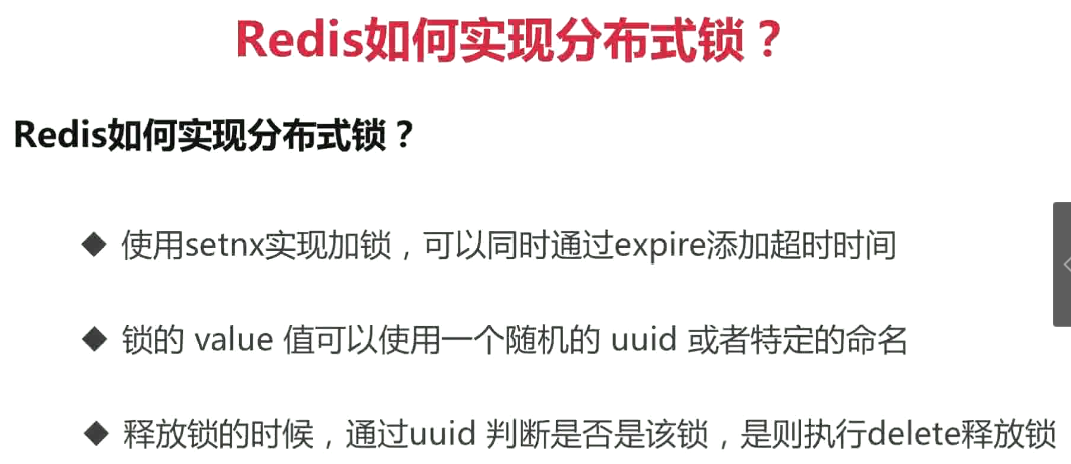 Redis如何实现分布式锁？
Redis如何实现分布式锁？
◆ 使用setnx实现加锁，可以同时通过expire添加超时时间
◆ 锁的 value 值可以使用一个随机的 uuid 或者特定的命名
◆ 释放锁的时候，通过uuid 判断是否是该锁，是则执行delete释放锁